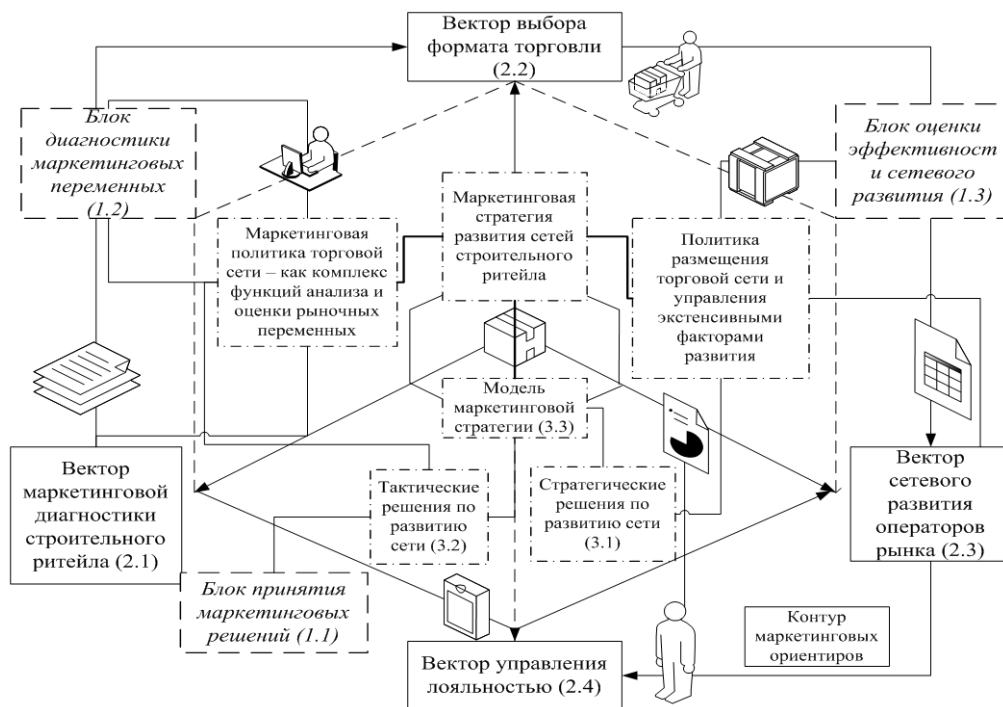 Вектор выбора
формата торговли
(2.2)
Блок
диагностики
маркетинговых
переменных
(1.2)
Блок оценки
эффективност
и сетевого
развития (1.3)
Маркетинговая
стратегия
развития сетей
строительного
ритейла
Маркетинговая
политика торговой
сети – как комплекс
функций анализа и
оценки рыночных
переменных
Политика
размещения
торговой сети и
управления
экстенсивными
факторами
развития
Модель
маркетинговой
стратегии (3.3)
Вектор
маркетинговой
диагностики
строительного
ритейла (2.1)
Тактические
решения по
развитию
сети (3.2)
Стратегические
решения по
развитию сети
(3.1)
Вектор
сетевого
развития
операторов
рынка (2.3)
Блок принятия
маркетинговых
решений (1.1)
Контур
маркетинговых
ориентиров
Вектор управления
лояльностью (2.4)